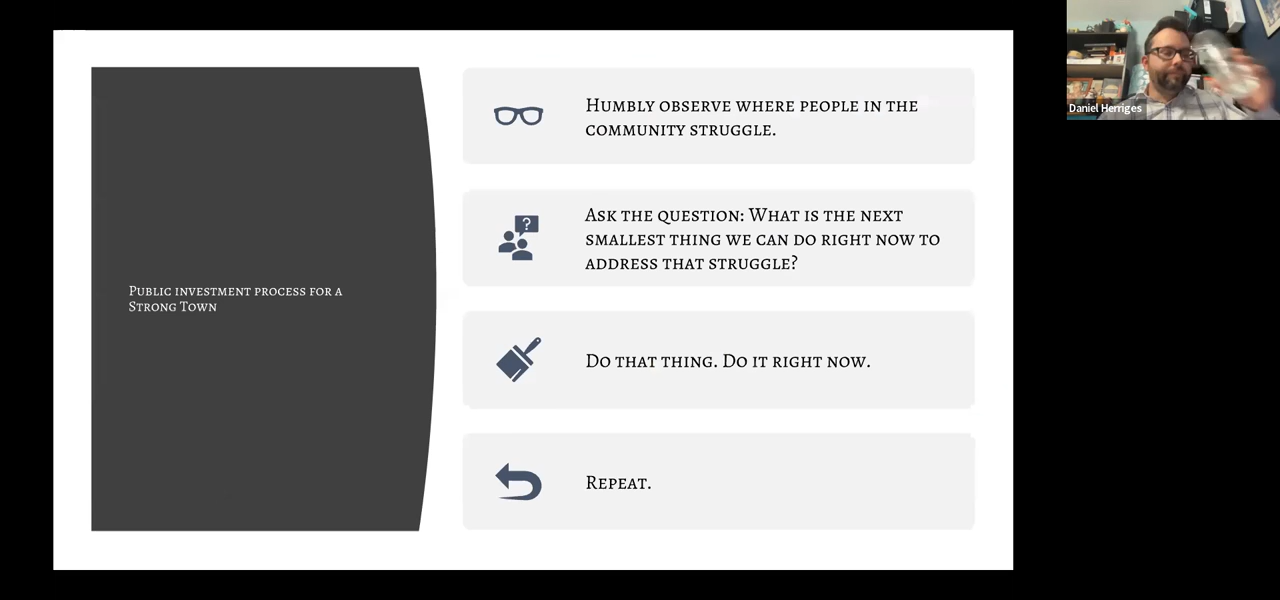 Public investment process for a
Strong Town
Humbly observe where people in the
community struggle.
?
Ask the question: What is the next
smallest thing we can do right now to
address that struggle?
Do that thing. Do it right now.
Repeat.
Daniel Herriges